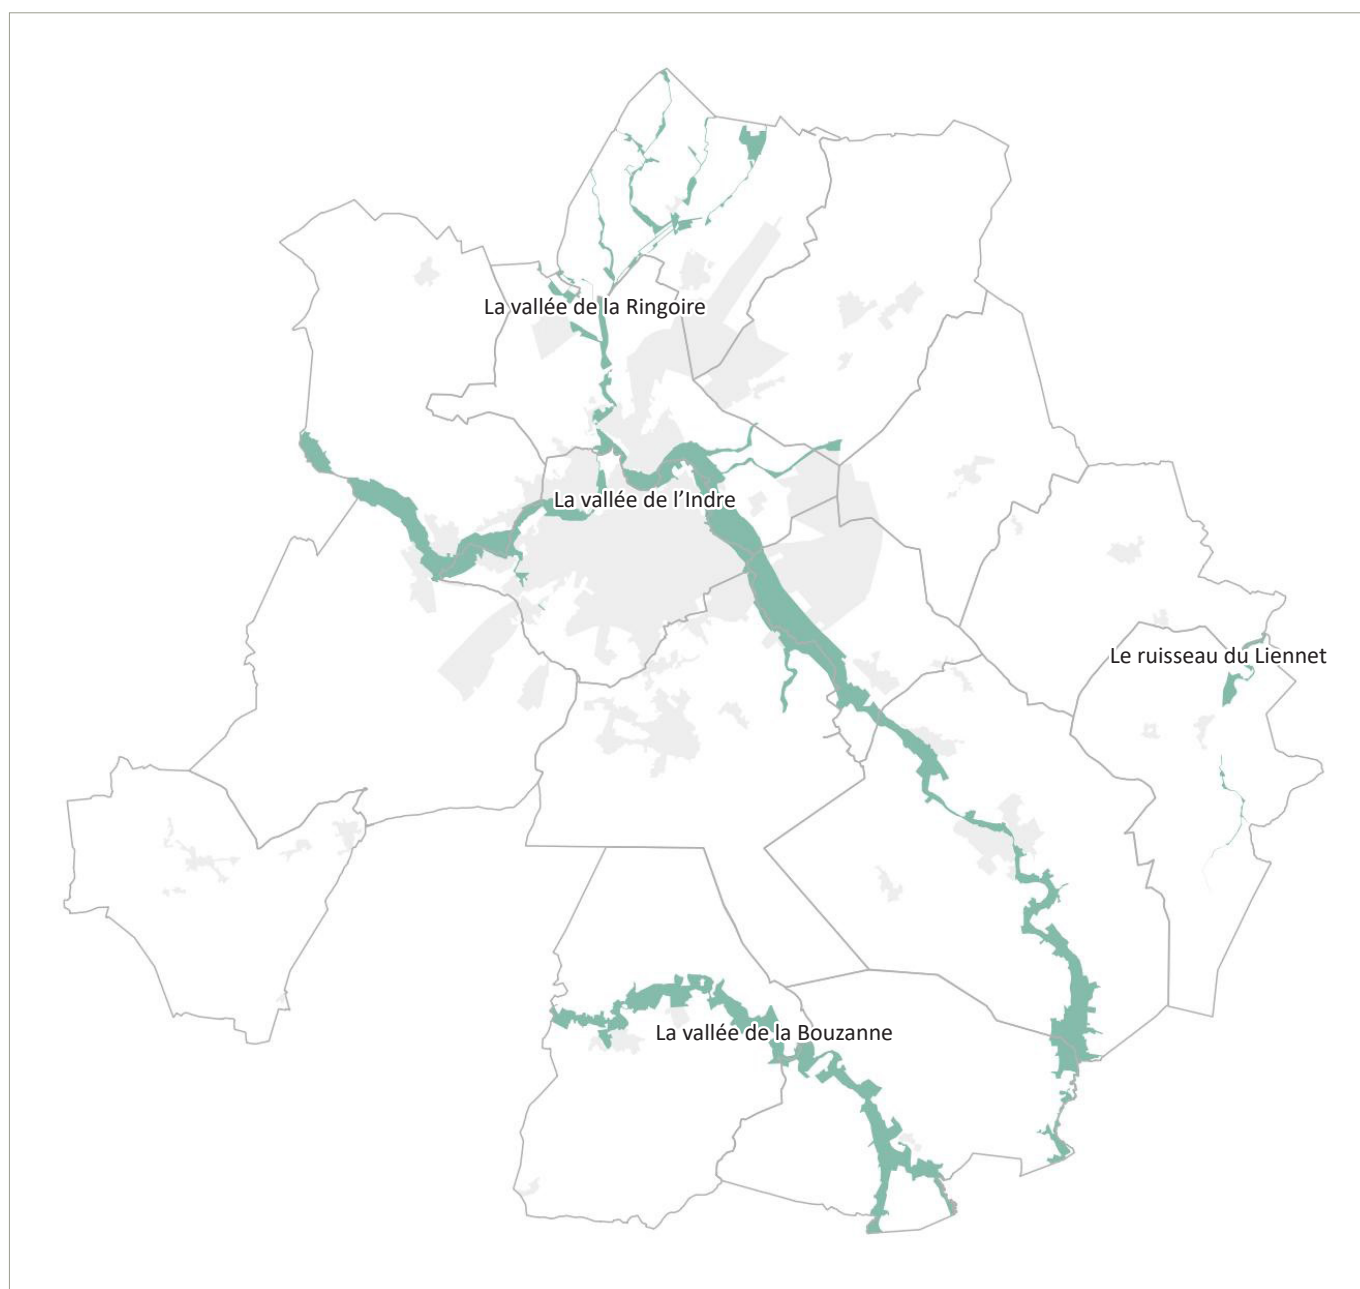 La vallée de la Ringoire
La vallée de l’Indre
Le ruisseau du Liennet
La vallée de la Bouzanne